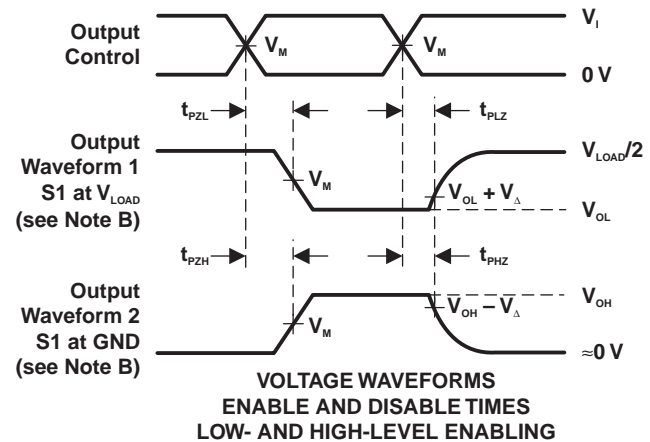 Output
Control
V_M
V_M
V_I
0 V
t_PZL
t_PLZ
Output
Waveform 1
S1 at V_LOAD
(see Note B)
V_M
V_OL + V_Δ
V_LOAD/2
V_OL
t_PZH
t_PHZ
Output
Waveform 2
S1 at GND
(see Note B)
V_M
V_OH – V_Δ
V_OH
≈0 V
VOLTAGE WAVEFORMS
ENABLE AND DISABLE TIMES
LOW- AND HIGH-LEVEL ENABLING